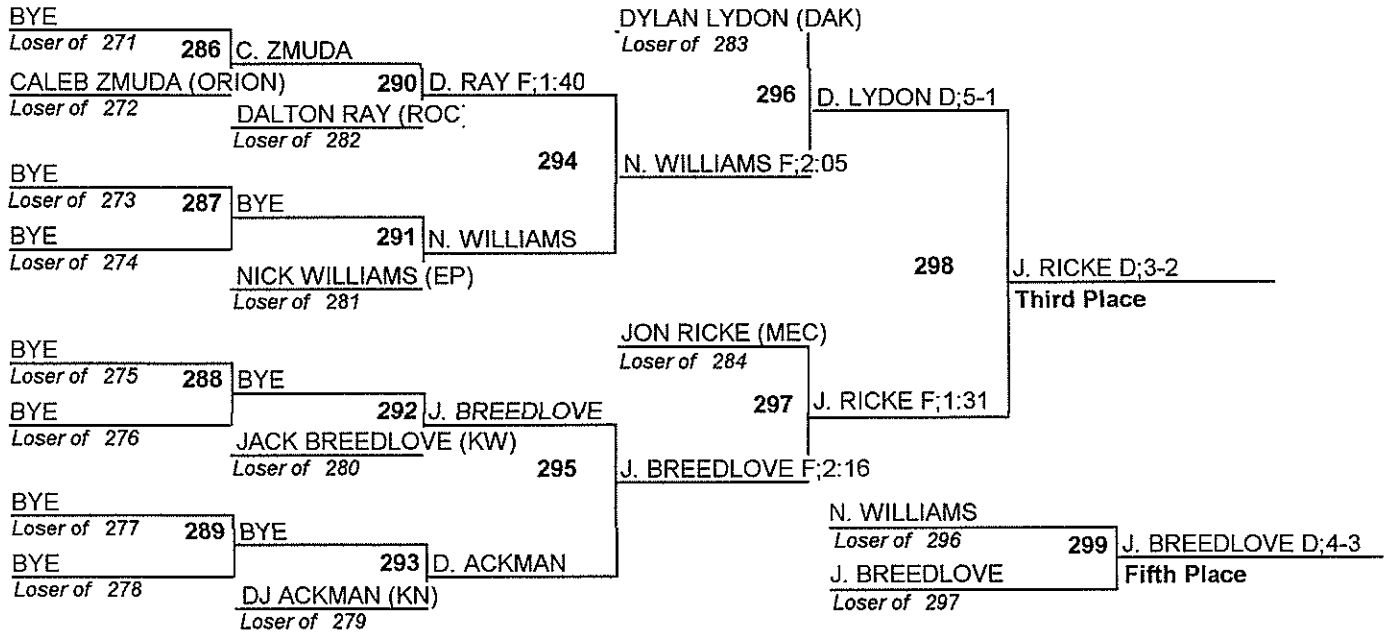 BYE
Loser of 271
286
C. ZMUDA
CALEB ZMUDA (ORION)
Loser of 272
290
D. RAY F;1:40
DALTON RAY (ROC)
Loser of 282
BYE
Loser of 273
287
BYE
BYE
Loser of 274
291
N. WILLIAMS
NICK WILLIAMS (EP)
Loser of 281
294
N. WILLIAMS F;2:05
DYLAN LYDON (DAK)
Loser of 283
296
D. LYDON D;5-1
BYE
Loser of 275
288
BYE
BYE
Loser of 276
292
J. BREEDLOVE
JACK BREEDLOVE (KW)
Loser of 280
BYE
Loser of 277
289
BYE
BYE
Loser of 278
293
D. ACKMAN
DJ ACKMAN (KN)
Loser of 279
295
J. BREEDLOVE F;2:16
JON RICKE (MEC)
Loser of 284
297
J. RICKE F;1:31
298
J. RICKE D;3-2
Third Place
N. WILLIAMS
Loser of 296
299
J. BREEDLOVE D;4-3
J. BREEDLOVE
Fifth Place
Loser of 297